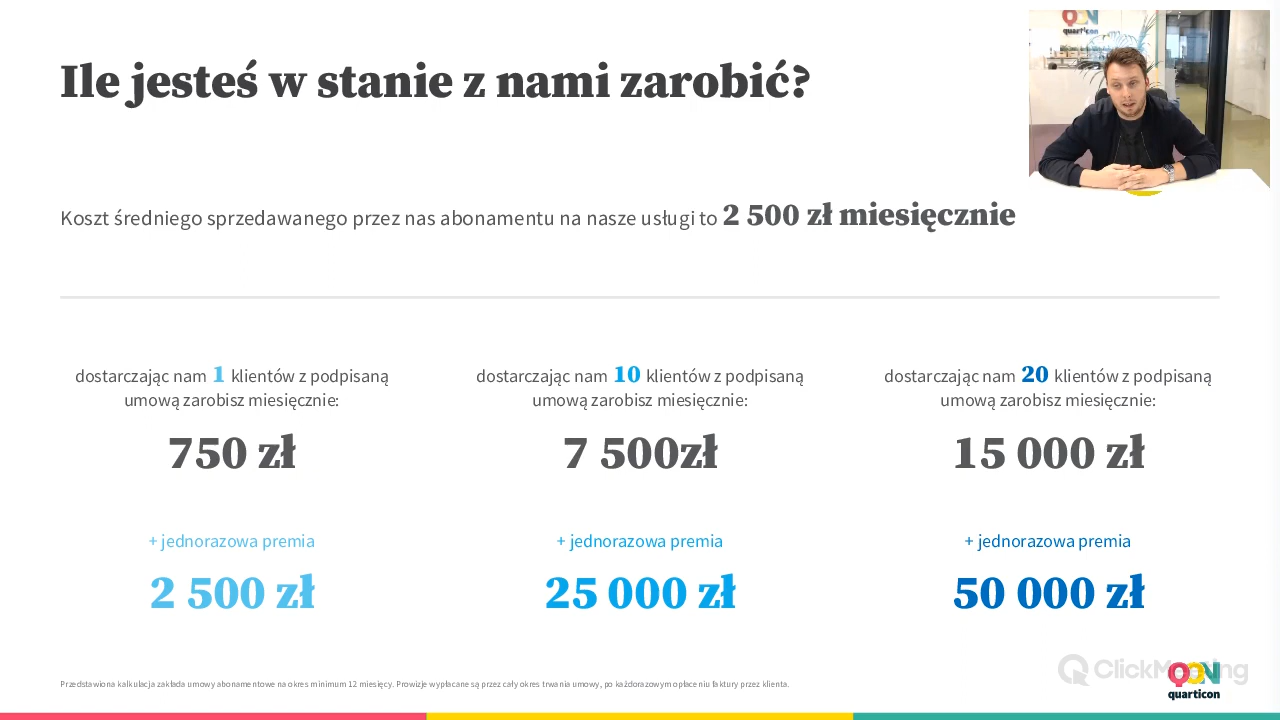 Ile jesteś w stanie z nami zarobić?
Koszt średniego sprzedawanego przez nas abonamentu na nasze usługi to 2 500 zł miesięcznie
dostarczając nam 1 klientów z podpisaną
umową zarobisz miesięcznie:
750 zł
+ jednorazowa premia
2 500 zł
dostarczając nam 10 klientów z podpisaną
umową zarobisz miesięcznie:
7 500zł
+ jednorazowa premia
25 000 zł
dostarczając nam 20 klientów z podpisaną
umową zarobisz miesięcznie:
15 000 zł
+ jednorazowa premia
50 000 zł
Przedstawiona kalkulacja zakłada umowy abonamentowe na okres minimum 12 miesięcy. Prowizje wypłacane są przez cały okres trwania umowy, po każdorazowym opłaceniu faktury przez klienta.
ClickMeeting
quarticon
quarticon